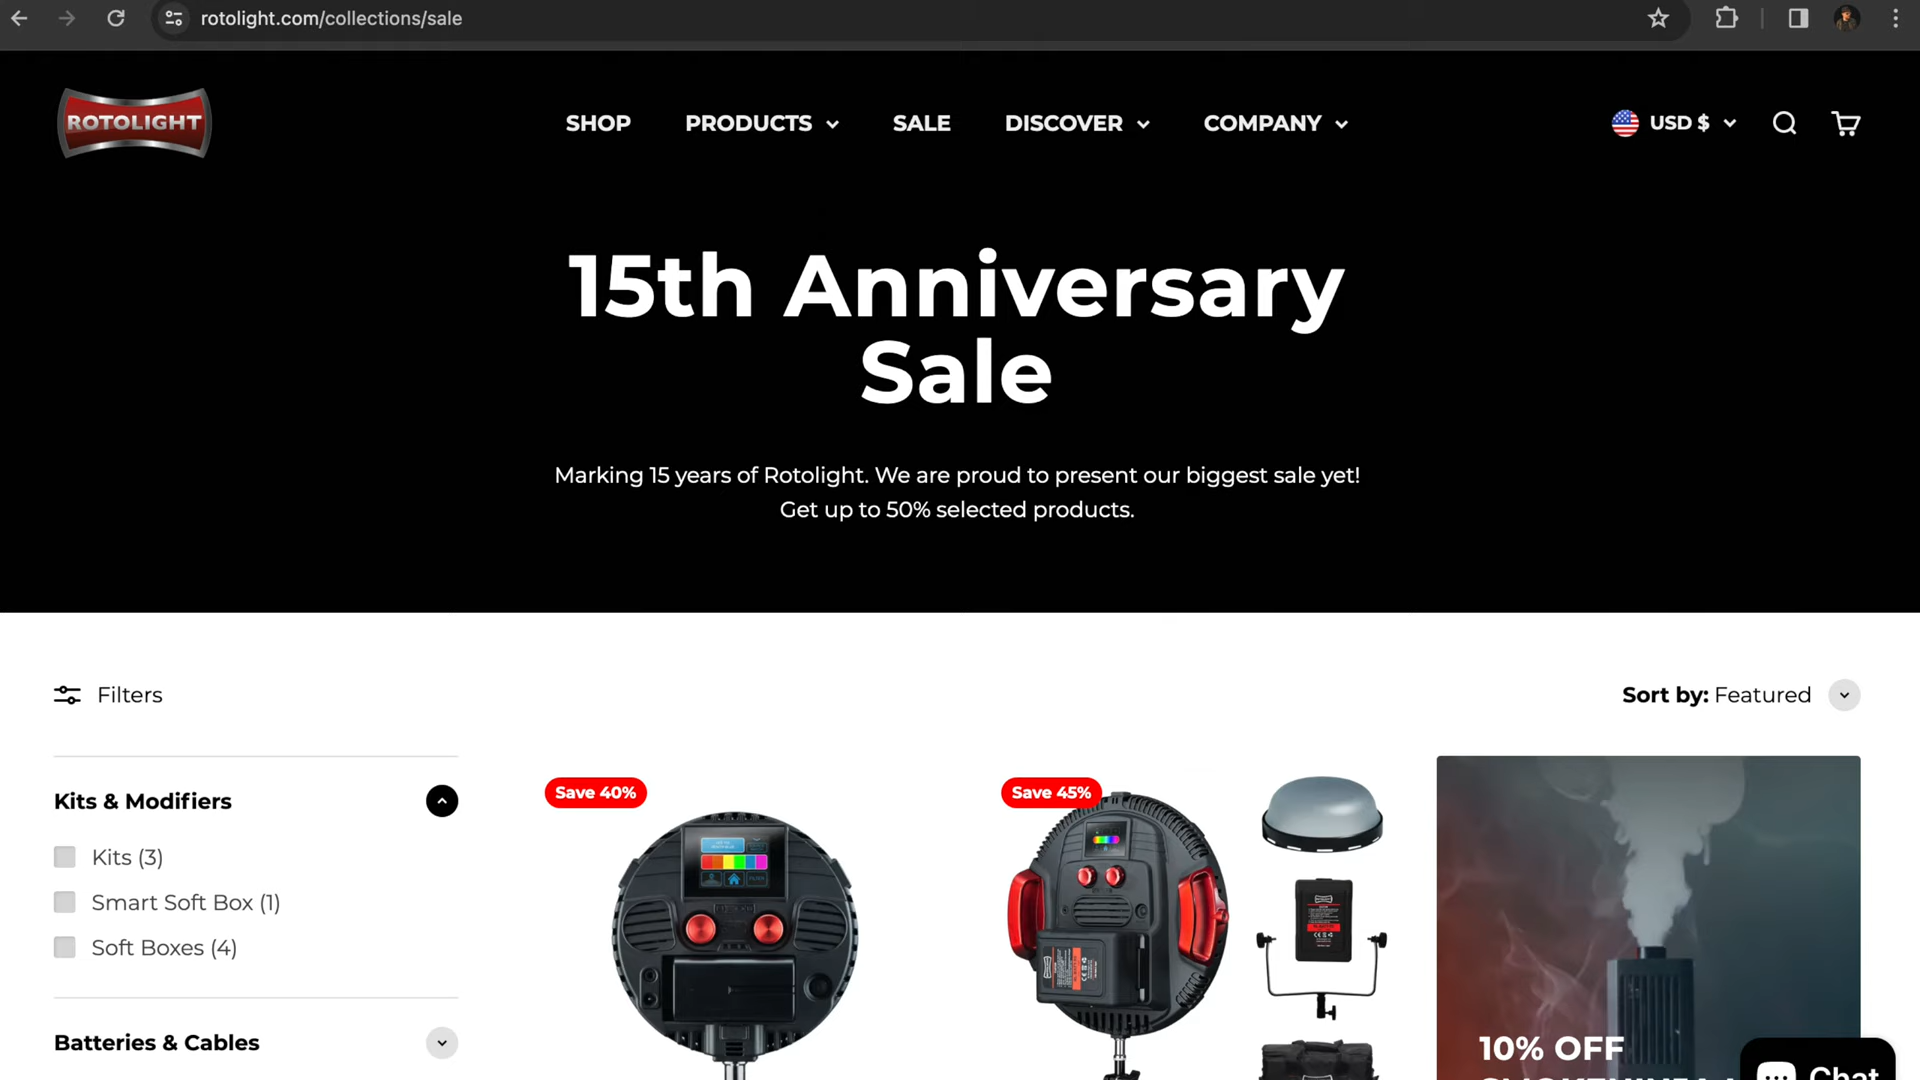 rotolight.com/collections/sale
ROTOLIGHT
SHOP
PRODUCTS
SALE
DISCOVER
COMPANY
USD $
15th Anniversary
Sale
Marking 15 years of Rotolight. We are proud to present our biggest sale yet!
Get up to 50% selected products.
Filters
Sort by: Featured
Kits & Modifiers
Kits (3)
Smart Soft Box (1)
Soft Boxes (4)
Batteries & Cables
Save 40%
Save 45%
10% OFF
Chat